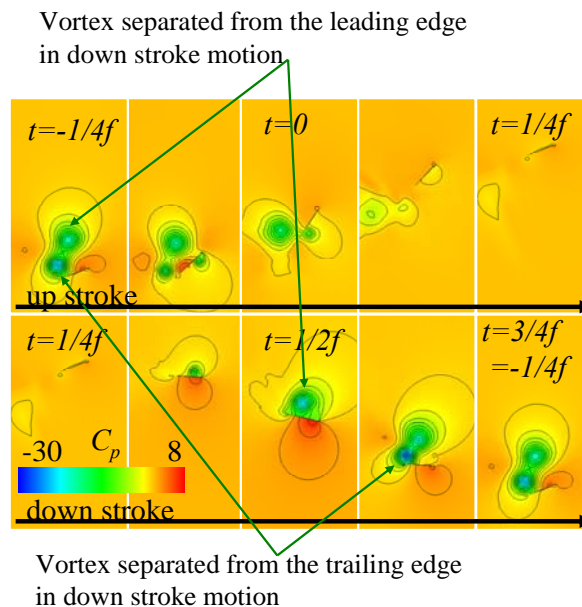 Vortex separated from the leading edge
in down stroke motion
t=-1/4f
t=0
t=1/4f
up stroke
t=1/4f
t=1/2f
t=3/4f
=-1/4f
Cp
-30 8
down stroke
Vortex separated from the trailing edge
in down stroke motion